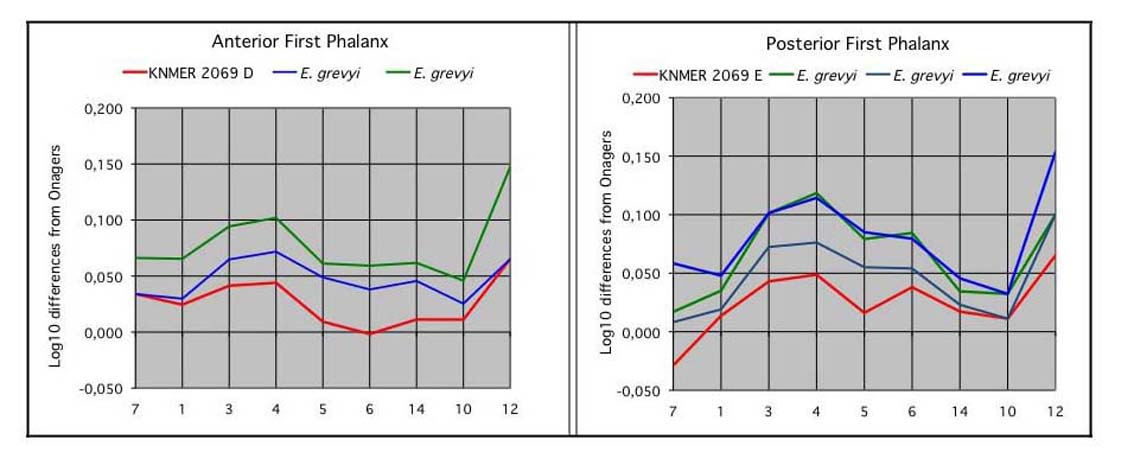 Anterior First Phalanx
KNMER 2069 D E. grevyi E. grevyi
Log10 differences from Onagers
0,200
0,150
0,100
0,050
0,000
-0,050
7 1 3 4 5 6 14 10 12
Posterior First Phalanx
KNMER 2069 E E. grevyi E. grevyi E. grevyi
Log10 differences from Onagers
0,200
0,150
0,100
0,050
0,000
-0,050
7 1 3 4 5 6 14 10 12